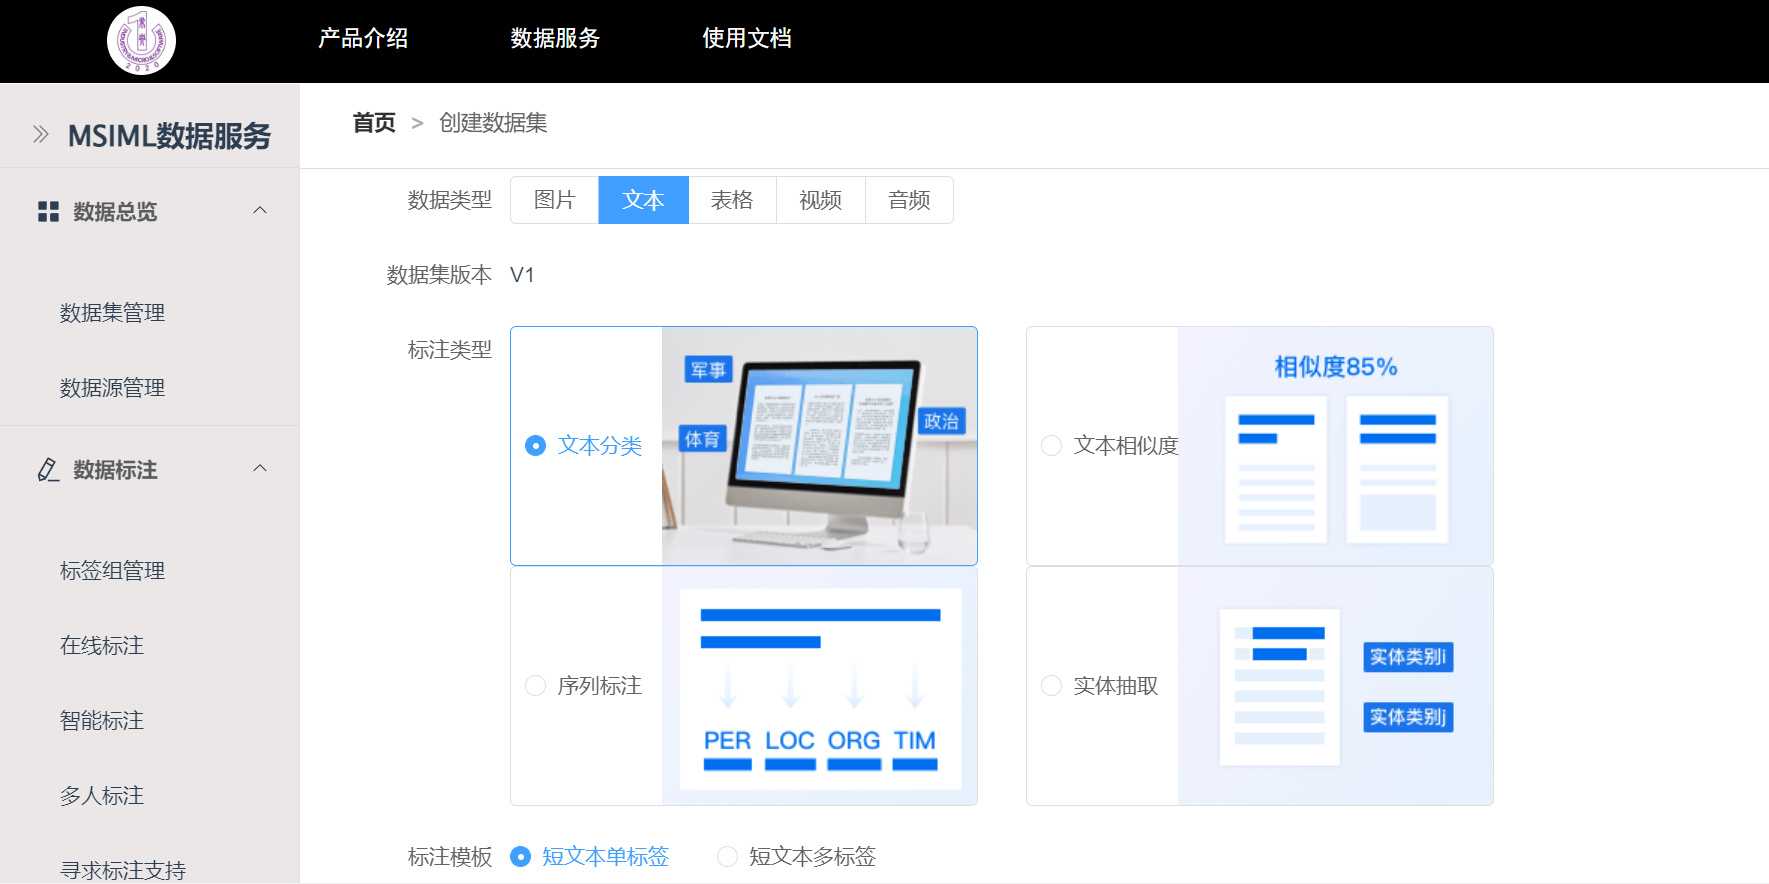 产品介绍 数据服务 使用文档
2020
MSIML数据服务
首页 > 创建数据集
数据总览
数据集管理
数据源管理
数据标注
标签组管理
在线标注
智能标注
多人标注
寻求标注支持
数据类型 图片 文本 表格 视频 音频
数据集版本 V1
标注类型
文本分类
军事
体育
政治
文本相似度
相似度85%
序列标注
PER LOC ORG TIM
实体抽取
实体类别i
实体类别j
标注模板 短文本单标签 短文本多标签